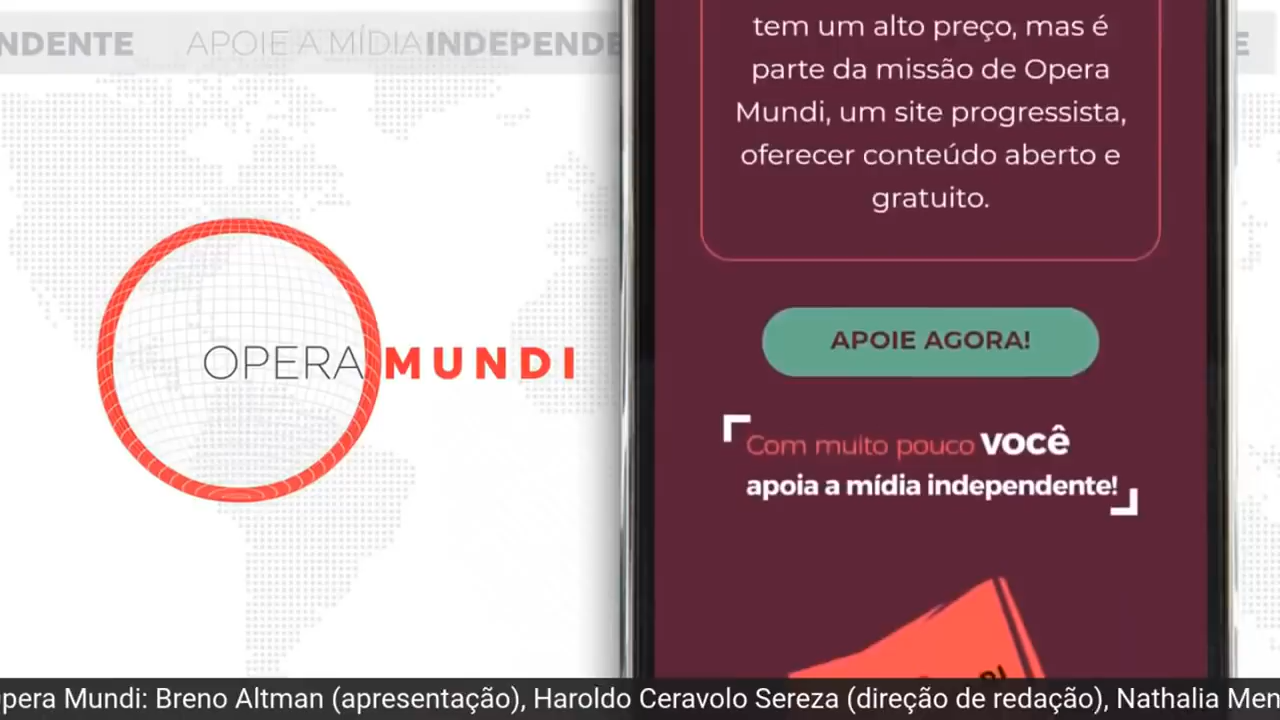 NDENTE APOIE A MÍDIA INDEPENDE E
tem um alto preço, mas é
parte da missão de Opera
Mundi, um site progressista,
oferecer conteúdo aberto e
gratuito.
OPERA MUNDI
APOIE AGORA!
Com muito pouco você
apoia a mídia independente!
Opera Mundi: Breno Altman (apresentação), Haroldo Ceravolo Sereza (direção de redação), Nathalia Men